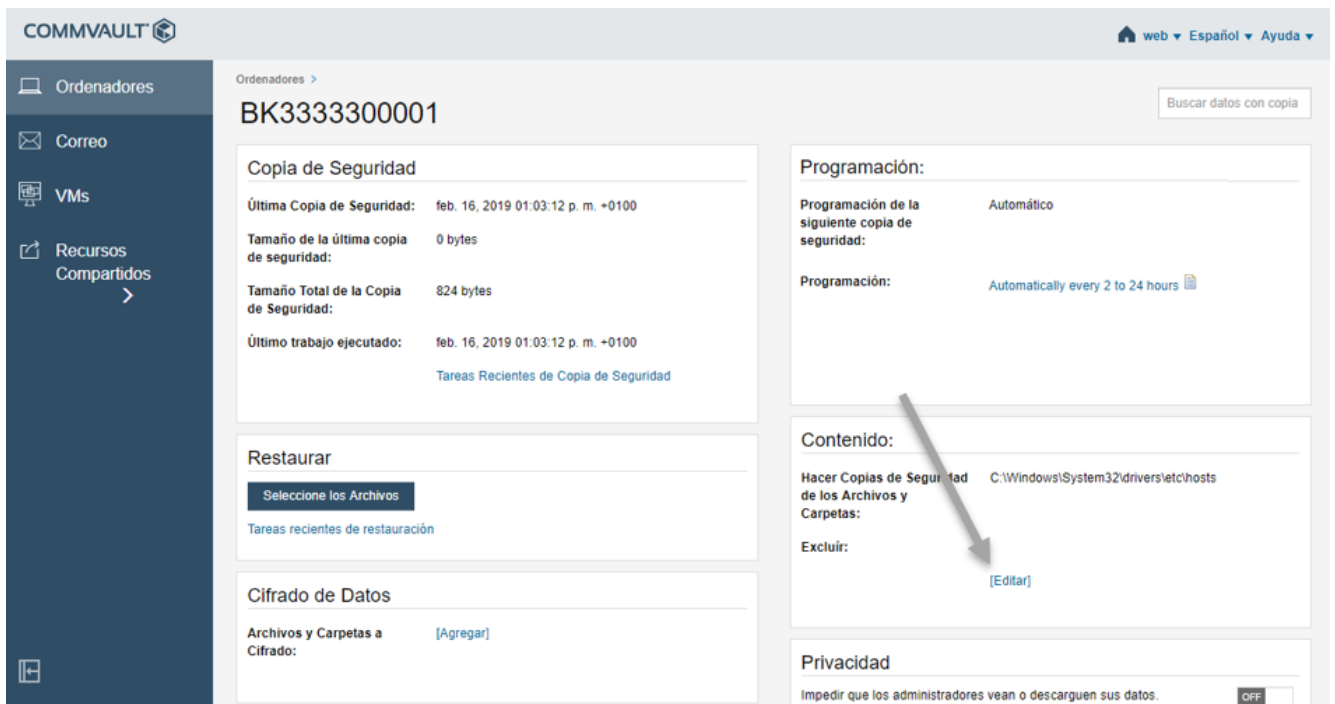 COMMVAULT
web Español Ayuda
Ordenadores
Correo
VMs
Recursos
Compartidos
Ordenadores >
BK3333300001
Buscar datos con copia
Copia de Seguridad
Última Copia de Seguridad: feb. 16, 2019 01:03:12 p. m. +0100
Tamaño de la última copia 0 bytes
de seguridad:
Tamaño Total de la Copia 824 bytes
de Seguridad:
Último trabajo ejecutado: feb. 16, 2019 01:03:12 p. m. +0100
Tareas Recientes de Copia de Seguridad
Restaurar
Seleccione los Archivos
Tareas recientes de restauración
Cifrado de Datos
Archivos y Carpetas a [Agregar]
Cifrado:
Programación:
Programación de la Automático
siguiente copia de
seguridad:
Programación: Automatically every 2 to 24 hours
Contenido:
Hacer Copias de Seguridad C:\Windows\System32\drivers\etc\hosts
de los Archivos y
Carpetas:
Excluír:
[Editar]
Privacidad
Impedir que los administradores vean o descarguen sus datos. OFF